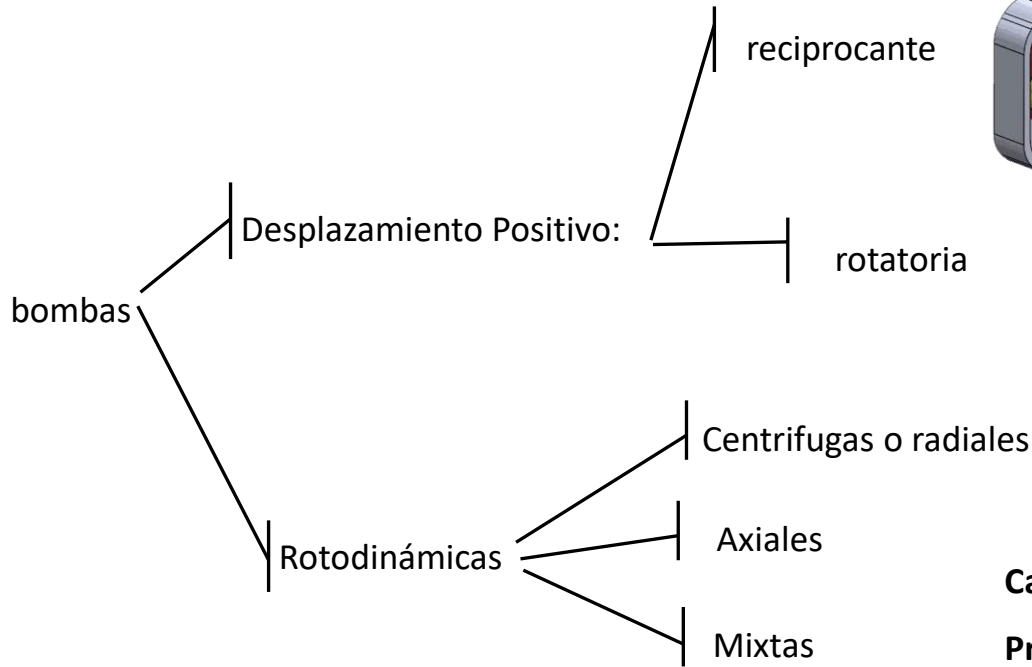 reciprocante
Desplazamiento Positivo:
rotatoria
bombas
Centrifugas o radiales
Rotodinámicas
Axiales
Mixtas